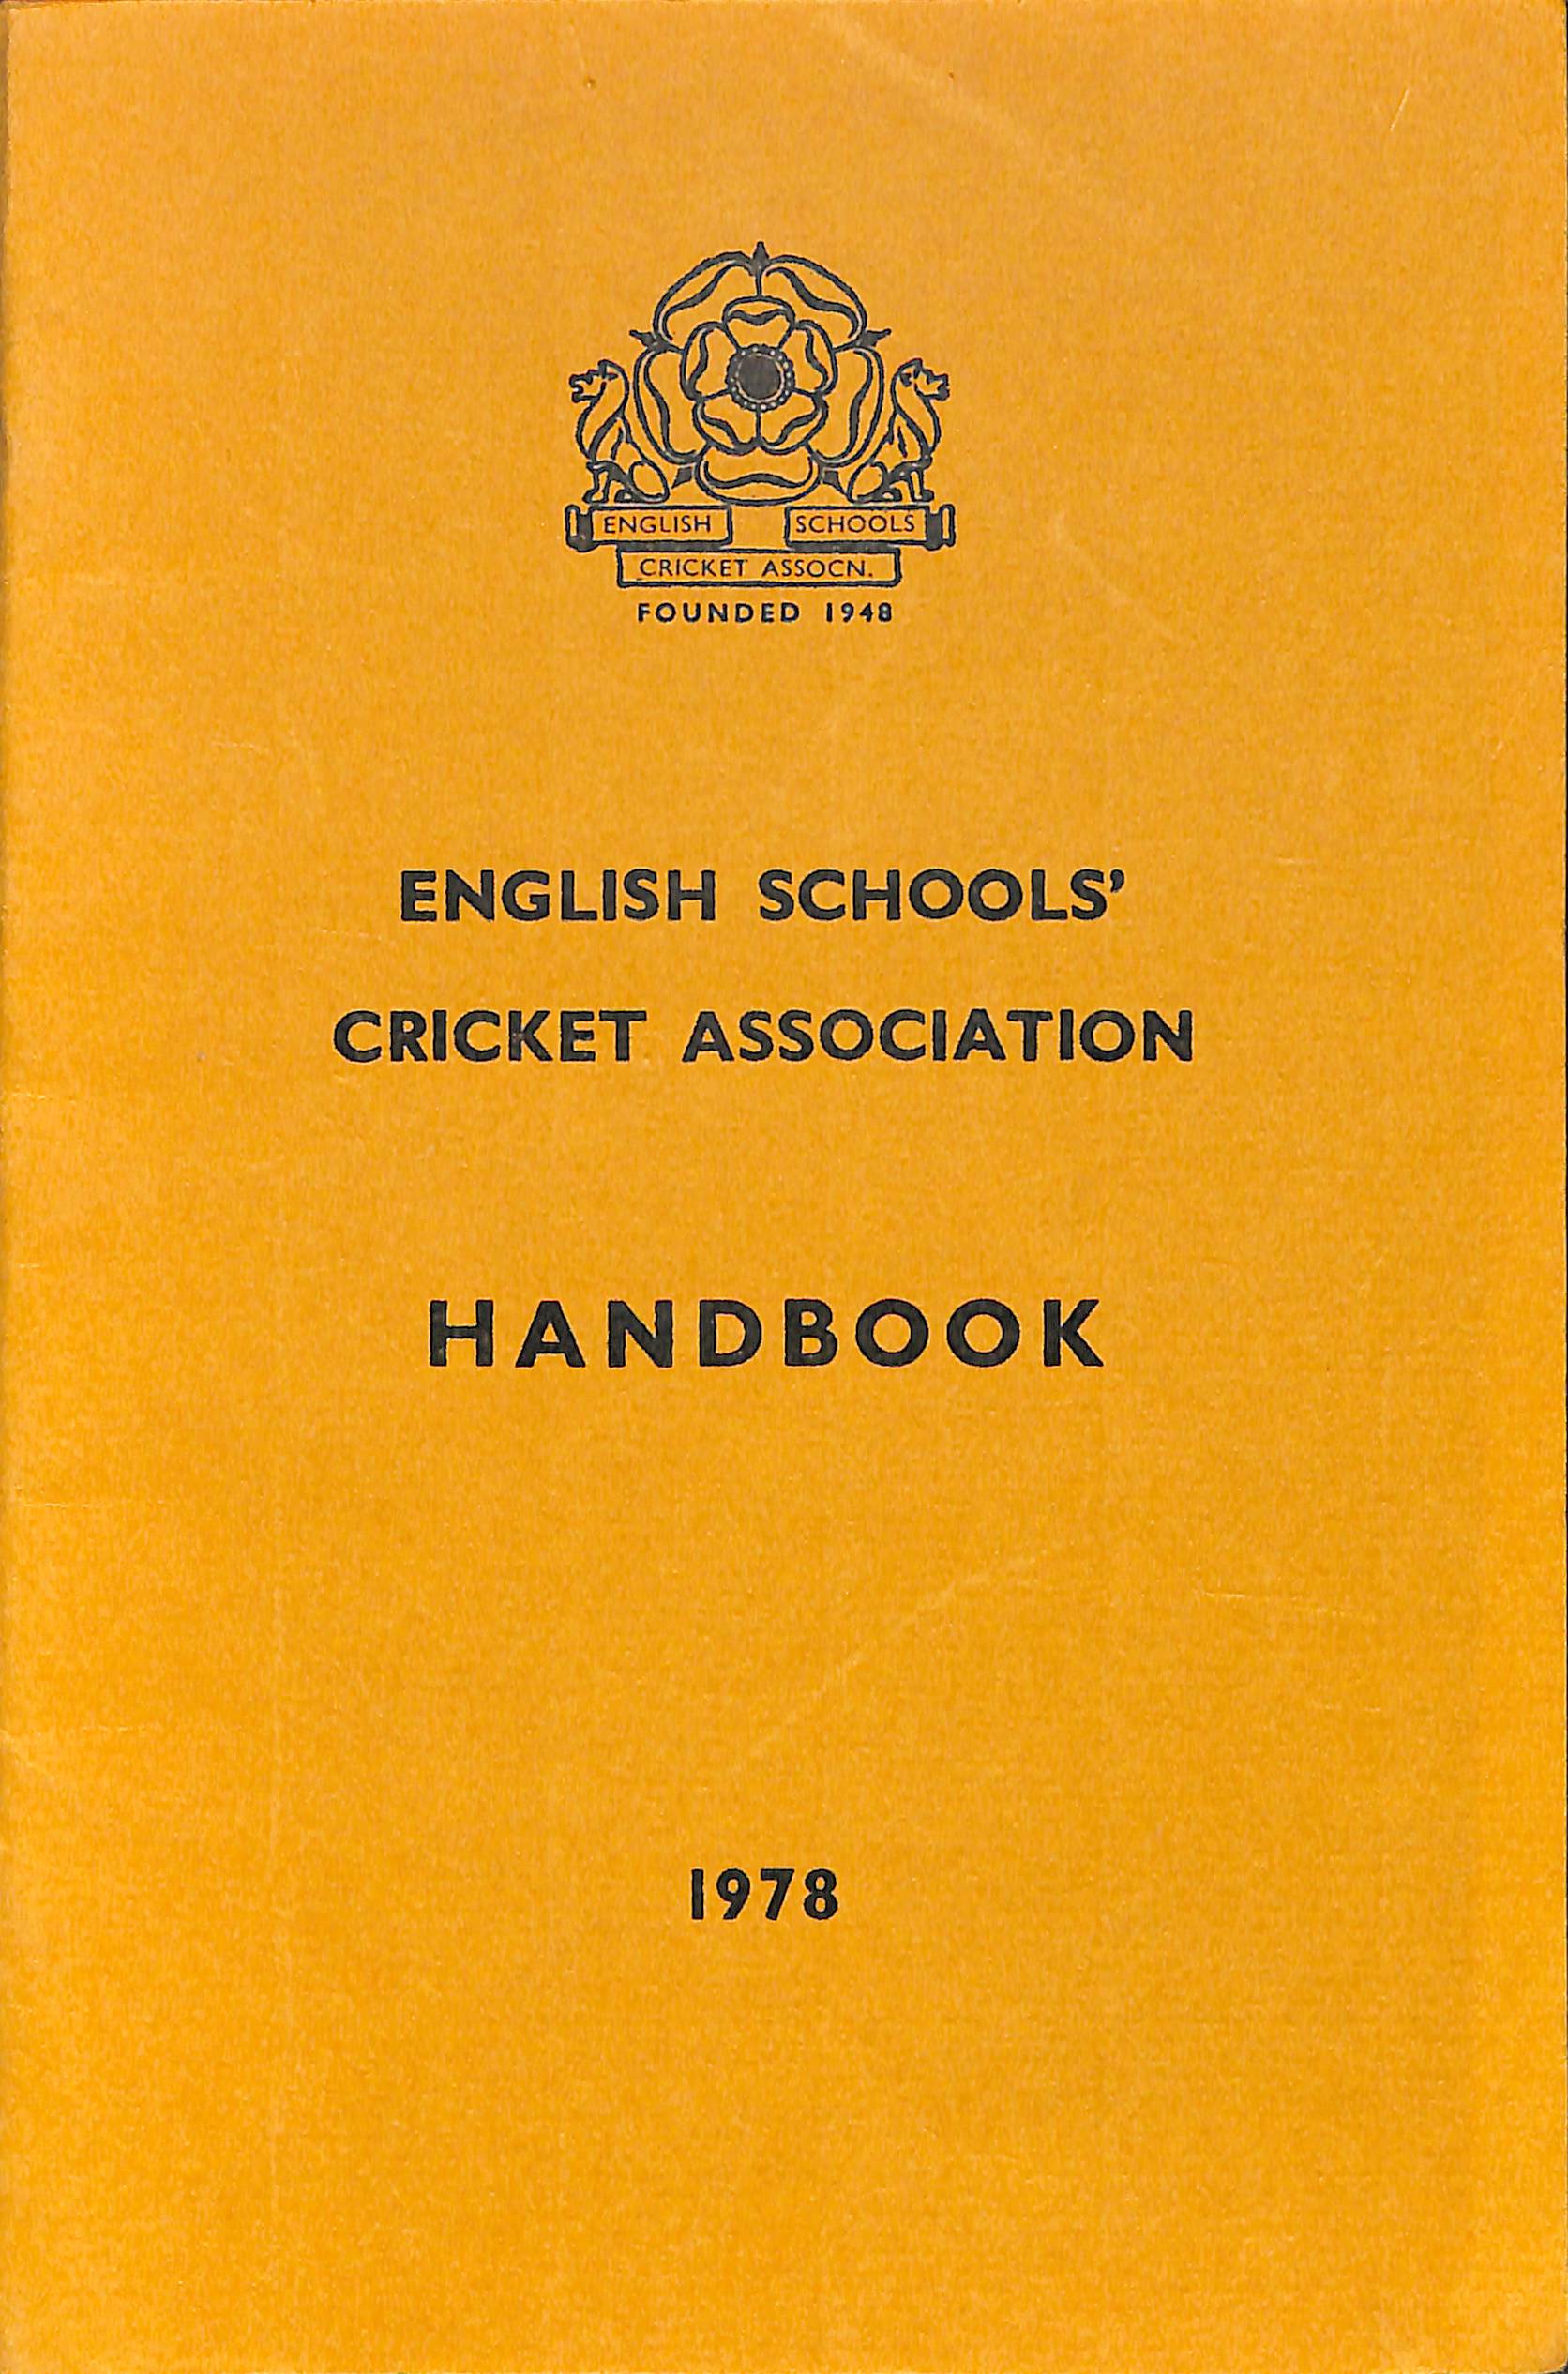 ENGLISH SCHOOLS
CRICKET ASSOCN.
FOUNDED 1948
ENGLISH SCHOOLS’
CRICKET ASSOCIATION
HANDBOOK
1978